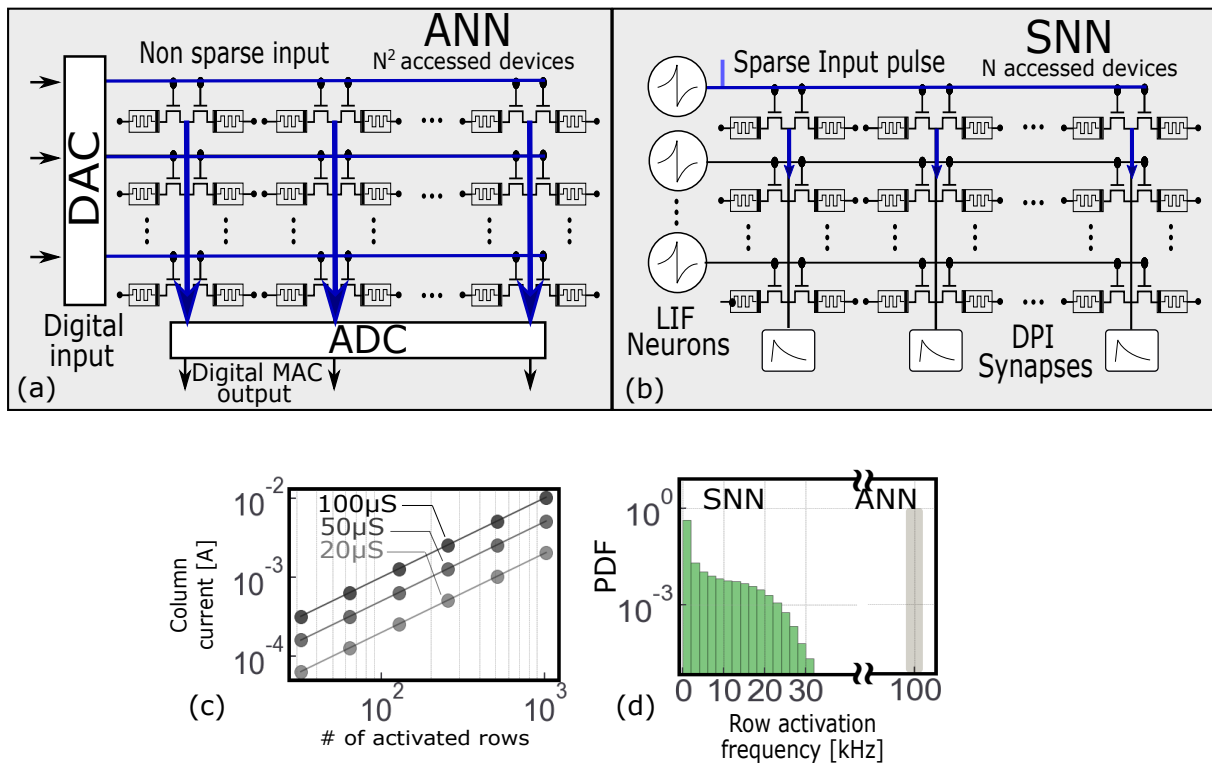 ANN
Non sparse input
N² accessed devices
DAC
Digital
input
ADC
Digital MAC
output
(a)
SNN
Sparse Input pulse
N accessed devices
LIF
Neurons
DPI
Synapses
(b)
Column
current [A]
10⁻²
10⁻³
10⁻⁴
100µS
50µS
20µS
10²
10³
# of activated rows
(c)
PDF
10⁰
10⁻³
SNN
ANN
0
10
20
30
100
Row activation
frequency [kHz]
(d)